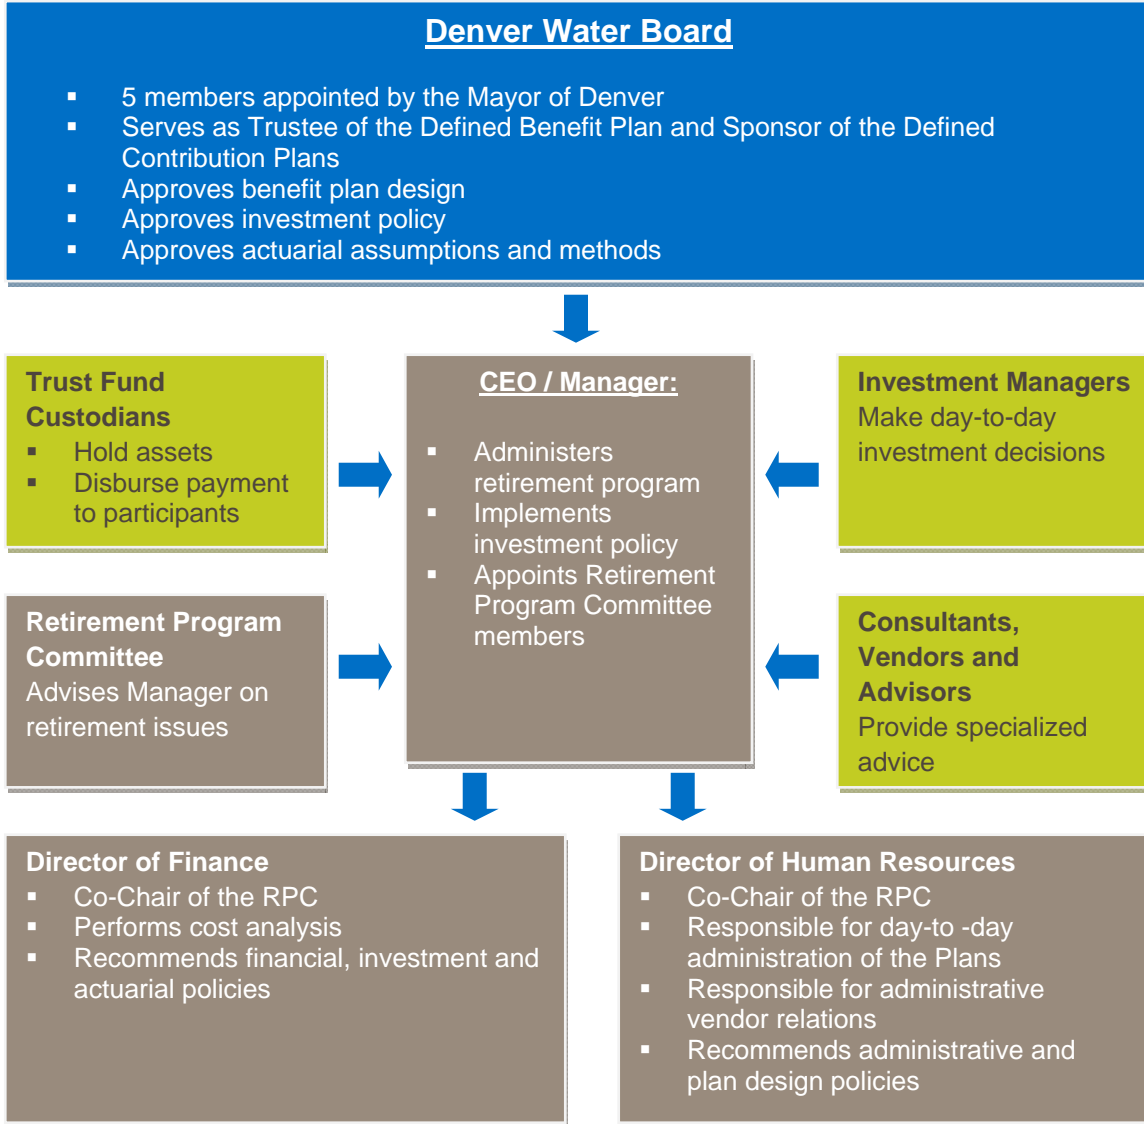 Denver Water Board
▪ 5 members appointed by the Mayor of Denver
▪ Serves as Trustee of the Defined Benefit Plan and Sponsor of the Defined
Contribution Plans
▪ Approves benefit plan design
▪ Approves investment policy
▪ Approves actuarial assumptions and methods
Trust Fund
Custodians
▪ Hold assets
▪ Disburse payment
to participants
CEO / Manager:
▪ Administers
retirement program
▪ Implements
investment policy
▪ Appoints Retirement
Program Committee
members
Investment Managers
Make day-to-day
investment decisions
Retirement Program
Committee
Advises Manager on
retirement issues
Consultants,
Vendors and
Advisors
Provide specialized
advice
Director of Finance
▪ Co-Chair of the RPC
▪ Performs cost analysis
▪ Recommends financial, investment and
actuarial policies
Director of Human Resources
▪ Co-Chair of the RPC
▪ Responsible for day-to -day
administration of the Plans
▪ Responsible for administrative
vendor relations
▪ Recommends administrative and
plan design policies